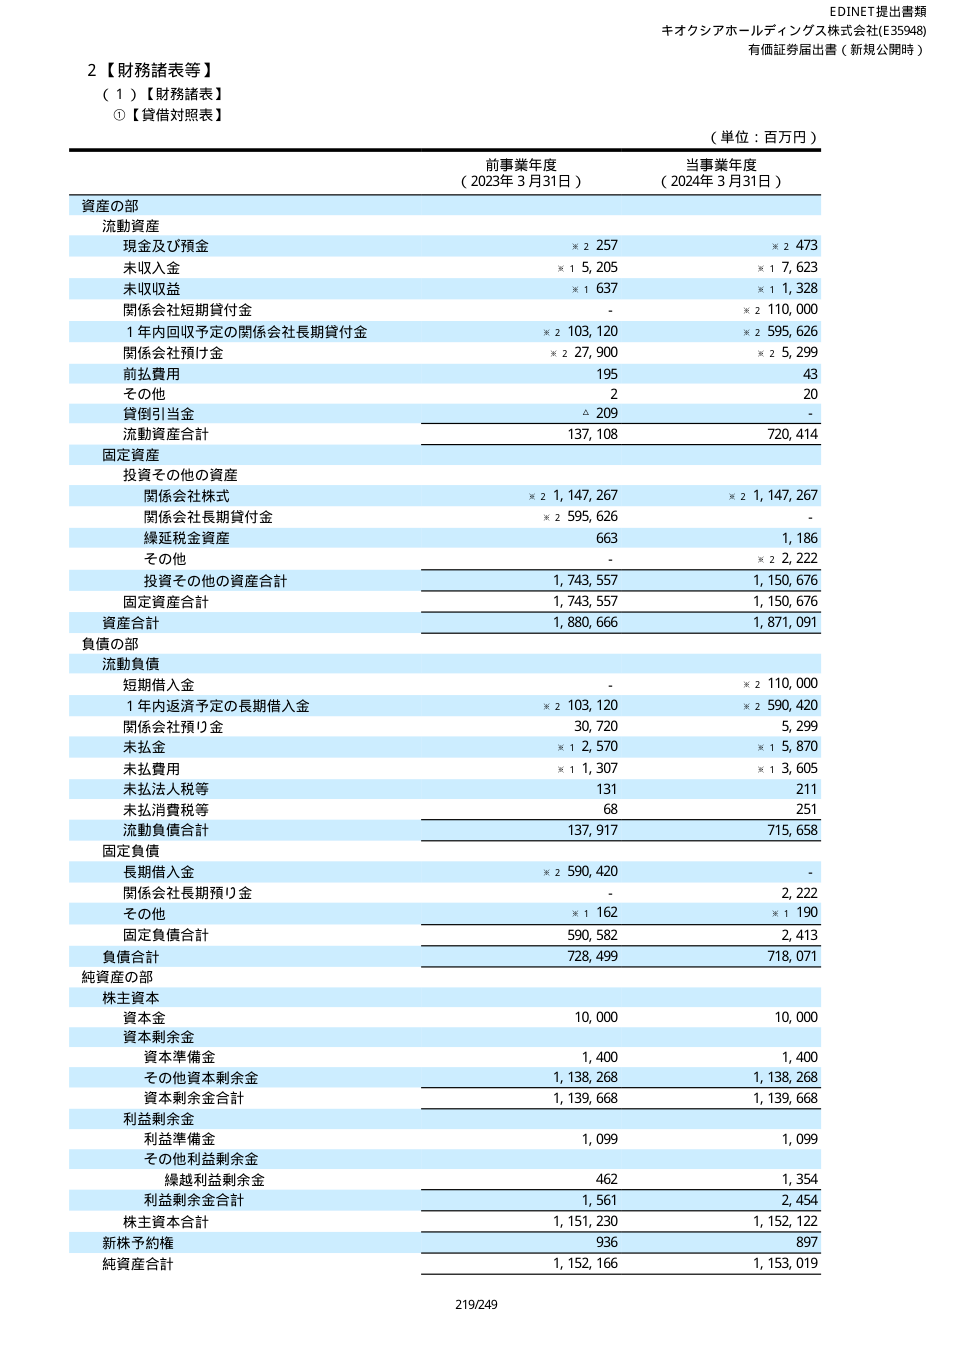 EDINET提出書類
キオクシアホールディングス株式会社(E35948)
有価証券届出書（新規公開時）
２【財務諸表等】
（１）【財務諸表】
①【貸借対照表】
（単位：百万円）
前事業年度 当事業年度
（2023年３月31日） （2024年３月31日）
資産の部
流動資産
現金及び預金 ※２ 257 ※２ 473
未収入金 ※１ 5,205 ※１ 7,623
未収収益 ※１ 637 ※１ 1,328
関係会社短期貸付金 - ※２ 110,000
１年内回収予定の関係会社長期貸付金 ※２ 103,120 ※２ 595,626
関係会社預け金 ※２ 27,900 ※２ 5,299
前払費用 195 43
その他 2 20
貸倒引当金 △ 209 -
流動資産合計 137,108 720,414
固定資産
投資その他の資産
関係会社株式 ※２ 1,147,267 ※２ 1,147,267
関係会社長期貸付金 ※２ 595,626 -
繰延税金資産 663 1,186
その他 - ※２ 2,222
投資その他の資産合計 1,743,557 1,150,676
固定資産合計 1,743,557 1,150,676
資産合計 1,880,666 1,871,091
負債の部
流動負債
短期借入金 - ※２ 110,000
１年内返済予定の長期借入金 ※２ 103,120 ※２ 590,420
関係会社預り金 30,720 5,299
未払金 ※１ 2,570 ※１ 5,870
未払費用 ※１ 1,307 ※１ 3,605
未払法人税等 131 211
未払消費税等 68 251
流動負債合計 137,917 715,658
固定負債
長期借入金 ※２ 590,420 -
関係会社長期預り金 - 2,222
その他 ※１ 162 ※１ 190
固定負債合計 590,582 2,413
負債合計 728,499 718,071
純資産の部
株主資本
資本金 10,000 10,000
資本剰余金
資本準備金 1,400 1,400
その他資本剰余金 1,138,268 1,138,268
資本剰余金合計 1,139,668 1,139,668
利益剰余金
利益準備金 1,099 1,099
その他利益剰余金
繰越利益剰余金 462 1,354
利益剰余金合計 1,561 2,454
株主資本合計 1,151,230 1,152,122
新株予約権 936 897
純資産合計 1,152,166 1,153,019
219/249